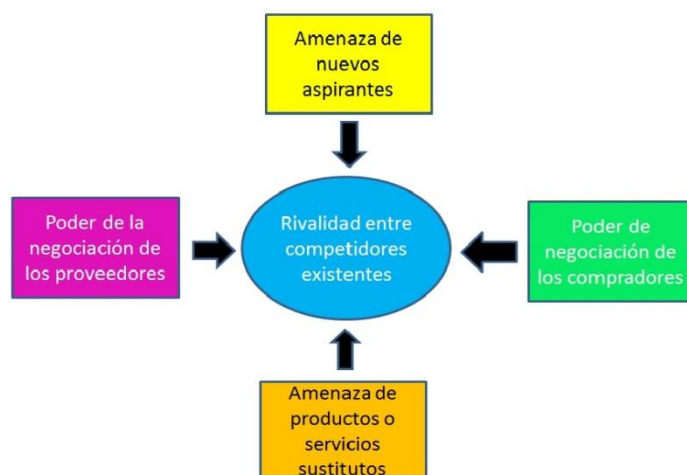 Amenaza de
nuevos
aspirantes
Poder de la
negociación de
los proveedores
Rivalidad entre
competidores
existentes
Poder de
negociación de
los compradores
Amenaza de
productos o
servicios
sustitutos